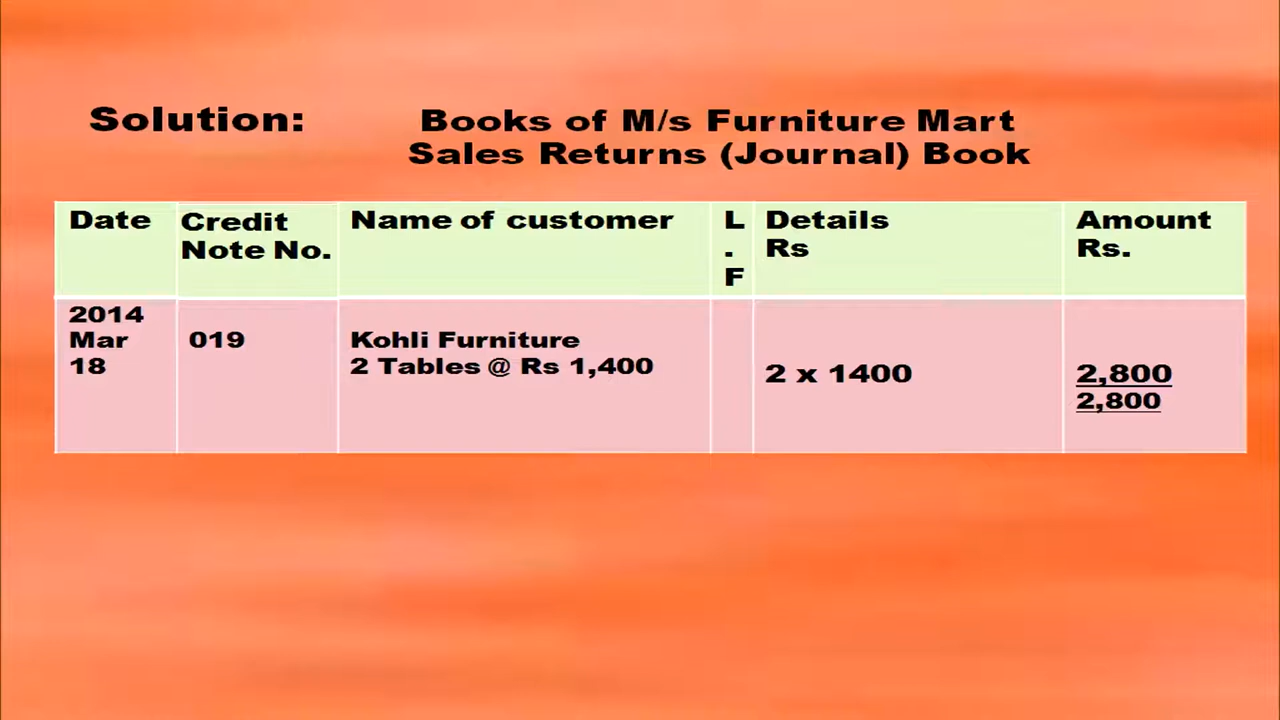 Solution:
Books of M/s Furniture Mart
Sales Returns (Journal) Book
Date
Credit
Note No.
Name of customer
L
.
F
Details
Rs
Amount
Rs.
2014
Mar
18
019
Kohli Furniture
2 Tables @ Rs 1,400
2 x 1400
2,800
2,800